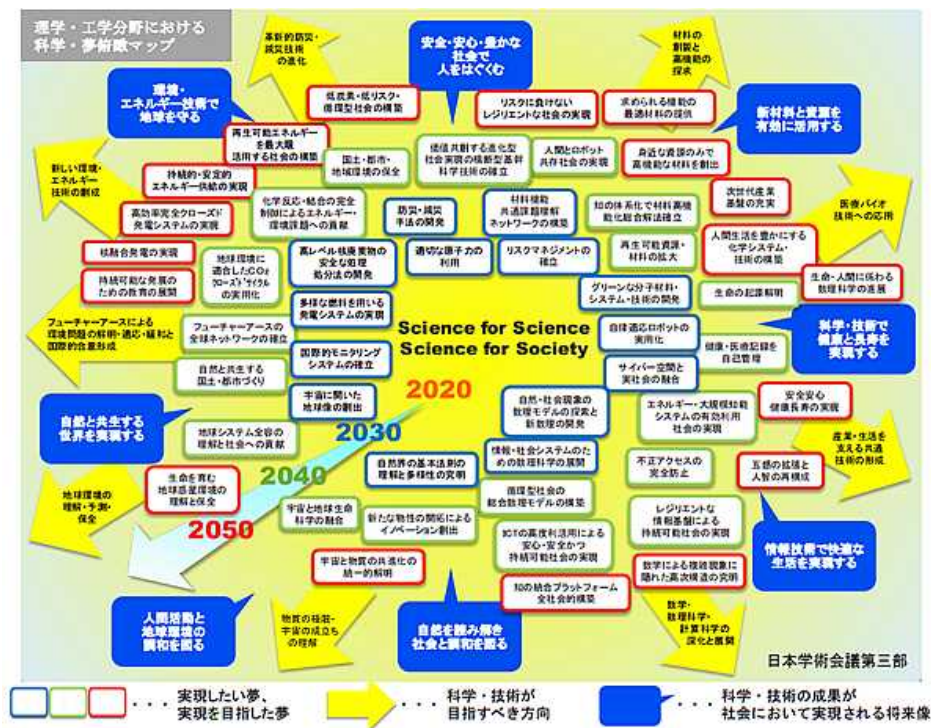 理学・工学分野における
科学・夢俯瞰マップ
革新的防災・
減災技術
の進化
安全・安心・豊かな
社会で
人をはぐくむ
材料の
創製と
高機能の
探求
環境・
エネルギー技術で
地球を守る
低炭素・低リスク・
循環型社会の構築
リスクに負けない
レジリエントな社会の実現
求められる機能の
最適材料の提供
新材料と資源を
有効に活用する
再生可能エネルギー
を最大限
活用する社会の構築
国土・都市・
地域環境の保全
価値共創する進化型
社会実現の横断型基幹
科学技術の確立
人間とロボット
共存社会の実現
身近な資源のみで
高機能な材料を創出
新しい環境・
エネルギー
技術の創成
持続的・安定的
エネルギー供給の実現
化学反応・結合の完全
制御によるエネルギー・
環境課題への貢献
防災・減災
手法の開発
材料機能
共通課題理解
ネットワークの構築
知の体系化で材料高機
能化総合解法確立
次世代産業
基盤の充実
医療バイオ
技術への応用
高効率完全クローズド
発電システムの実現
核融合発電の実現
地球環境に
適合したCO₂
クローズドサイクル
の実用化
高レベル核廃棄物の
安全な処理
処分法の開発
適切な原子力の
利用
リスクマネジメントの
確立
再生可能資源・
材料の拡大
人間生活を豊かにする
化学システム・
技術の構築
持続可能な発展の
ための教育の展開
多様な燃料を用いる
発電システムの実現
グリーンな分子材料・
システム・技術の開発
生命の起源解明
生命・人間に係わる
数理科学の進展
フューチャーアースによる
環境問題の解明・適応・緩和と
国際的合意形成
フューチャーアースの
全球ネットワークの確立
Science for Science
Science for Society
自律適応ロボットの
実用化
健康・医療記録を
自己管理
科学・技術で
健康と長寿を
実現する
国際的モニタリング
システムの確立
自然と共生する
国土・都市づくり
サイバー空間と
実社会の融合
2020
宇宙に開いた
地球像の創出
自然・社会現象の
数理モデルの探索と
新数理の開発
エネルギー・大規模知能
システムの有効利用
社会の実現
安全安心
健康長寿の実現
自然と共生する
世界を実現する
2030
地球システム全容の
理解と社会への貢献
産業・生活を
支える共通
技術の形成
自然界の基本法則の
理解と多様性の究明
情報・社会システムのた
めの数理科学の展開
不正アクセスの
完全防止
五感の拡張と
人智の再構成
2040
生命を育む
地球惑星環境の
理解と保全
地球環境の
理解・予測・
保全
循環型社会の
総合数理モデルの構築
2050
宇宙と地球生命
科学の融合
新たな物性の開拓による
イノベーション創出
ICTの高度利活用による
安心・安全かつ
持続可能社会の実現
レジリエントな
情報基盤による
持続可能社会の実現
情報技術で快適な
生活を実現する
宇宙と物質の共進化の
統一的解明
知の統合プラットフォーム
全社会的構築
数学による複雑現象に
隠れた高次構造の究明
人間活動と
地球環境の
調和を図る
物質の根源・
宇宙の成立ち
の理解
自然を読み解き
社会と調和を図る
数学・
数理科学・
計算科学の
深化と展開
日本学術会議第三部
・・・実現したい夢、
実現を目指した夢
・・・科学・技術が
目指すべき方向
・・・科学・技術の成果が
社会において実現される将来像